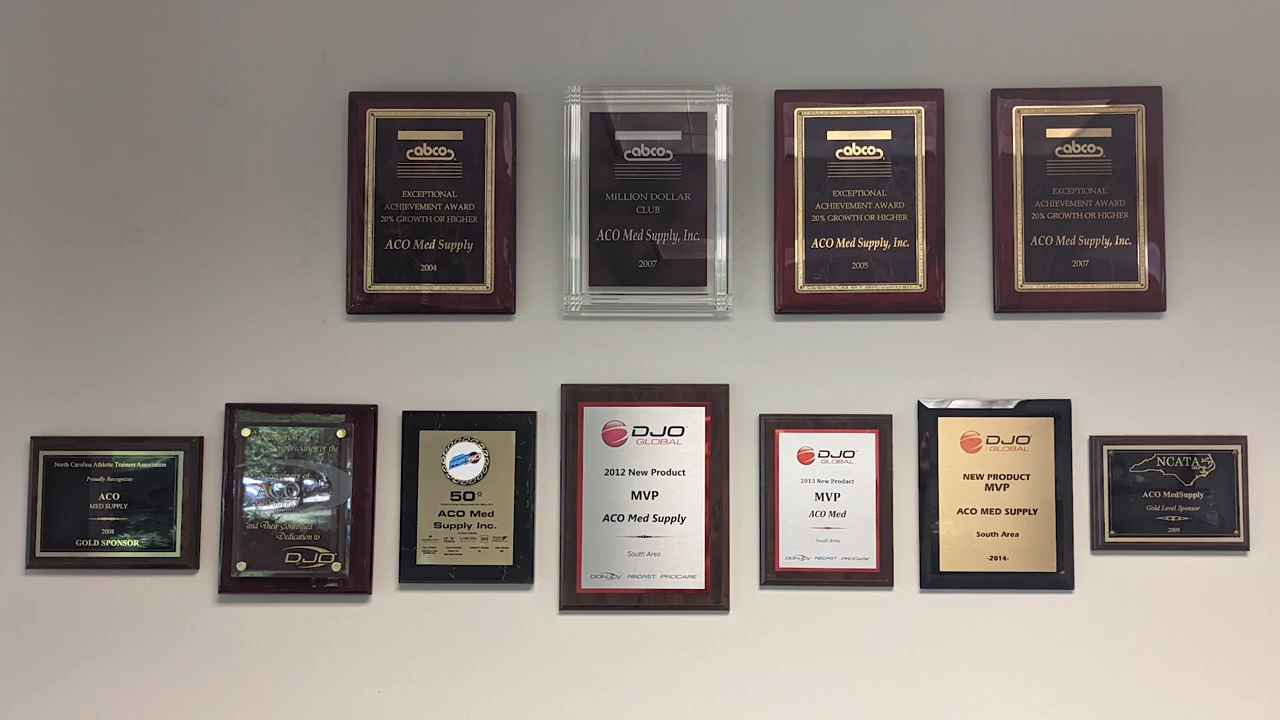 abco
EXCEPTIONAL
ACHIEVEMENT AWARD
20% GROWTH OR HIGHER
ACO Med Supply
2004
abco
MILLION DOLLAR
CLUB
ACO Med Supply, Inc.
2007
abco
EXCEPTIONAL
ACHIEVEMENT AWARD
20% GROWTH OR HIGHER
ACO Med Supply, Inc.
2005
abco
EXCEPTIONAL
ACHIEVEMENT AWARD
20% GROWTH OR HIGHER
ACO Med Supply, Inc.
2007
North Carolina Athletic Trainers Association
Proudly Recognizes
ACO
MED SUPPLY
2008
GOLD SPONSOR
Appreciation of the
Anniversary of
ACO
and Their Continued
Dedication to
DJO
50
ACO Med
Supply Inc.
DJO
GLOBAL
2012 New Product
MVP
ACO Med Supply
South Area
DONJOY AIRCAST PROCARE
DJO
GLOBAL
2013 New Product
MVP
ACO Med
South Area
DONJOY AIRCAST PROCARE
DJO
GLOBAL
NEW PRODUCT
MVP
ACO MED SUPPLY
South Area
-2014-
NCATA
ACO MedSupply
Gold Level Sponsor
2009